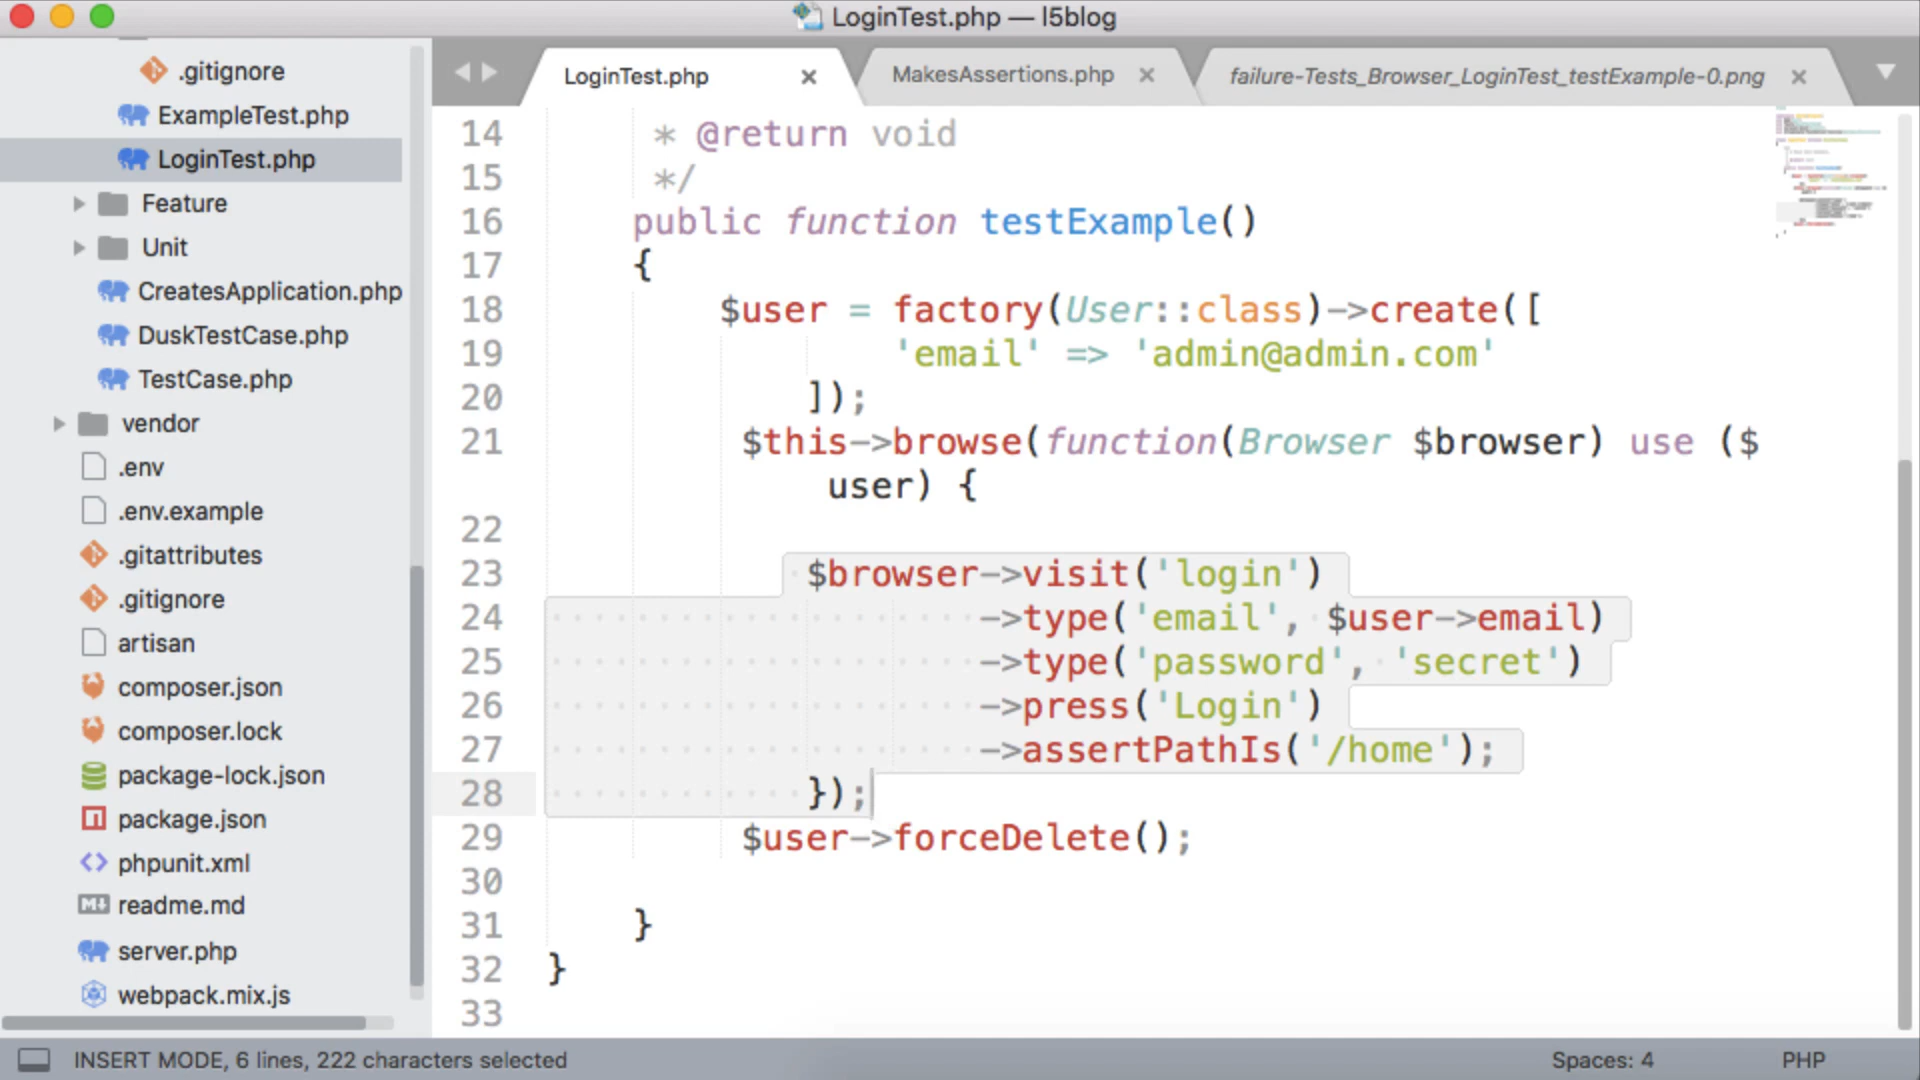 LoginTest.php — l5blog
.gitignore
ExampleTest.php
LoginTest.php
Feature
Unit
CreatesApplication.php
DuskTestCase.php
TestCase.php
vendor
.env
.env.example
.gitattributes
.gitignore
artisan
composer.json
composer.lock
package-lock.json
package.json
phpunit.xml
readme.md
server.php
webpack.mix.js
LoginTest.php
MakesAssertions.php
failure-Tests_Browser_LoginTest_testExample-0.png
14 * @return void
15 */
16 public function testExample()
17 {
18 $user = factory(User::class)->create([
19 'email' => 'admin@admin.com'
20 ]);
21 $this->browse(function(Browser $browser) use ($
user) {
22
23 $browser->visit('login')
24 ->type('email', $user->email)
25 ->type('password', 'secret')
26 ->press('Login')
27 ->assertPathIs('/home');
28 });
29 $user->forceDelete();
30
31 }
32 }
33
INSERT MODE, 6 lines, 222 characters selected
Spaces: 4
PHP